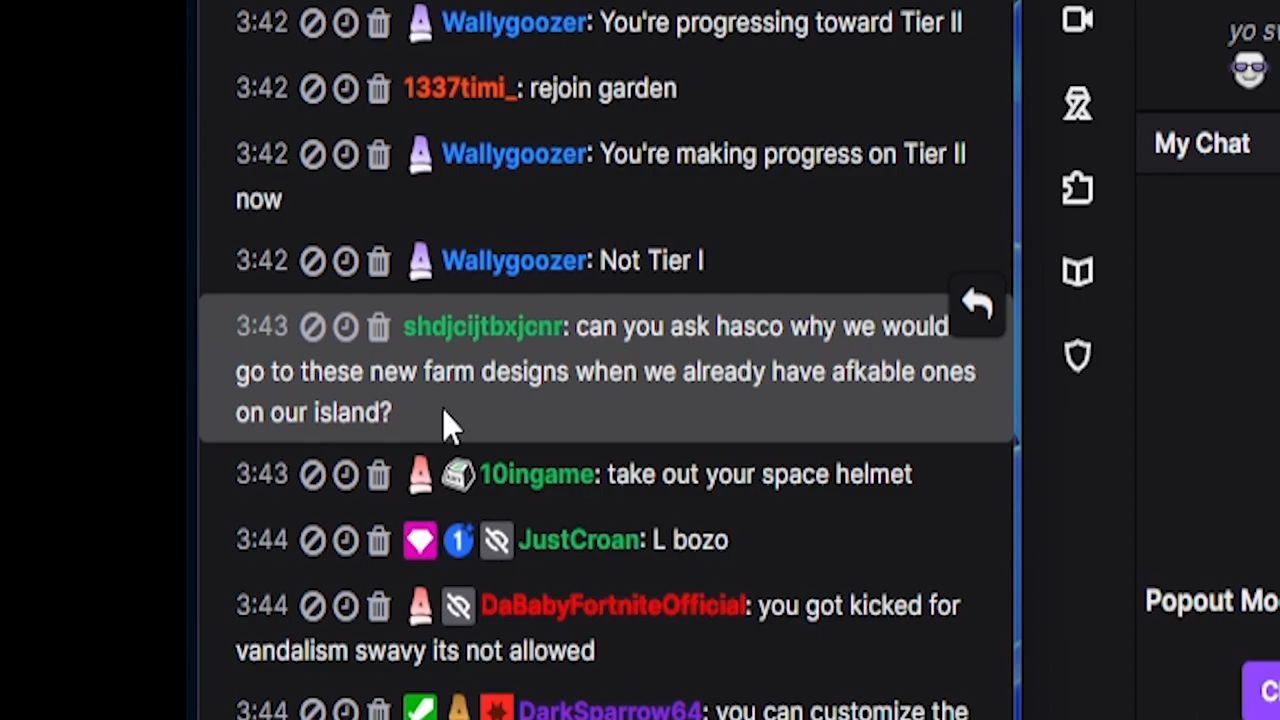 3:42 Wallygoozer: You're progressing toward Tier II
3:42 1337timi_: rejoin garden
3:42 Wallygoozer: You're making progress on Tier II
now
3:42 Wallygoozer: Not Tier I
3:43 shdjcijtbxjcnr: can you ask hasco why we would
go to these new farm designs when we already have afkable ones
on our island?
3:43 10ingame: take out your space helmet
3:44 JustCroan: L bozo
3:44 DaBabyFortniteOfficial: you got kicked for
vandalism swavy its not allowed
3:44 DarkSparrow64: you can customize the
yo
My Chat
Popout Mo